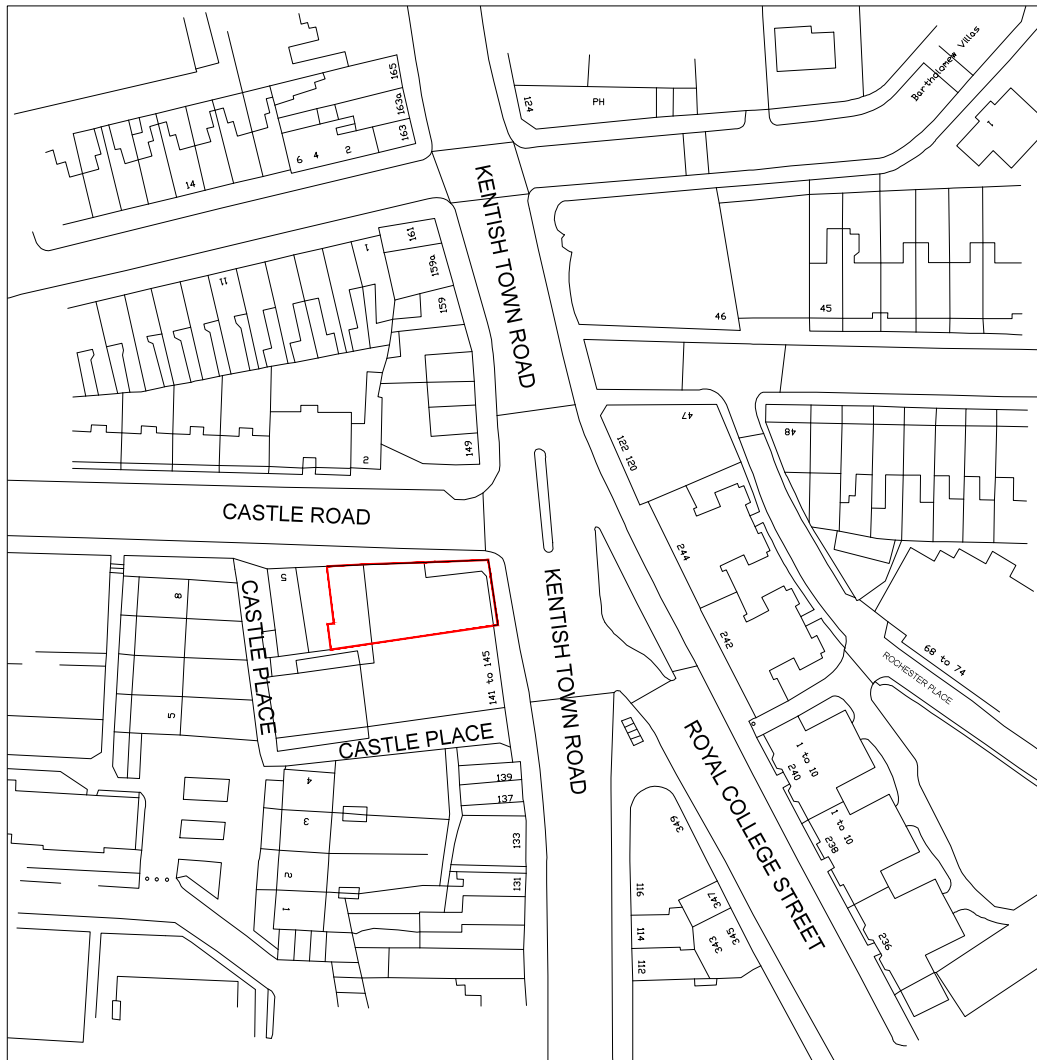 165
163a
163
6 4 2
14
124
PH
Bartholomew Villas
1
KENTISH TOWN ROAD
161
159a
159
1
11
46
45
149
2
47
122 120
48
CASTLE ROAD
244
242
5
8
5
CASTLE PLACE
KENTISH TOWN ROAD
141 to 145
CASTLE PLACE
68 to 74
ROCHESTER PLACE
ROYAL COLLEGE STREET
1 to 10
240
1 to 10
238
236
139
137
133
131
4
3
2
1
349
116
114
112
347
345
343